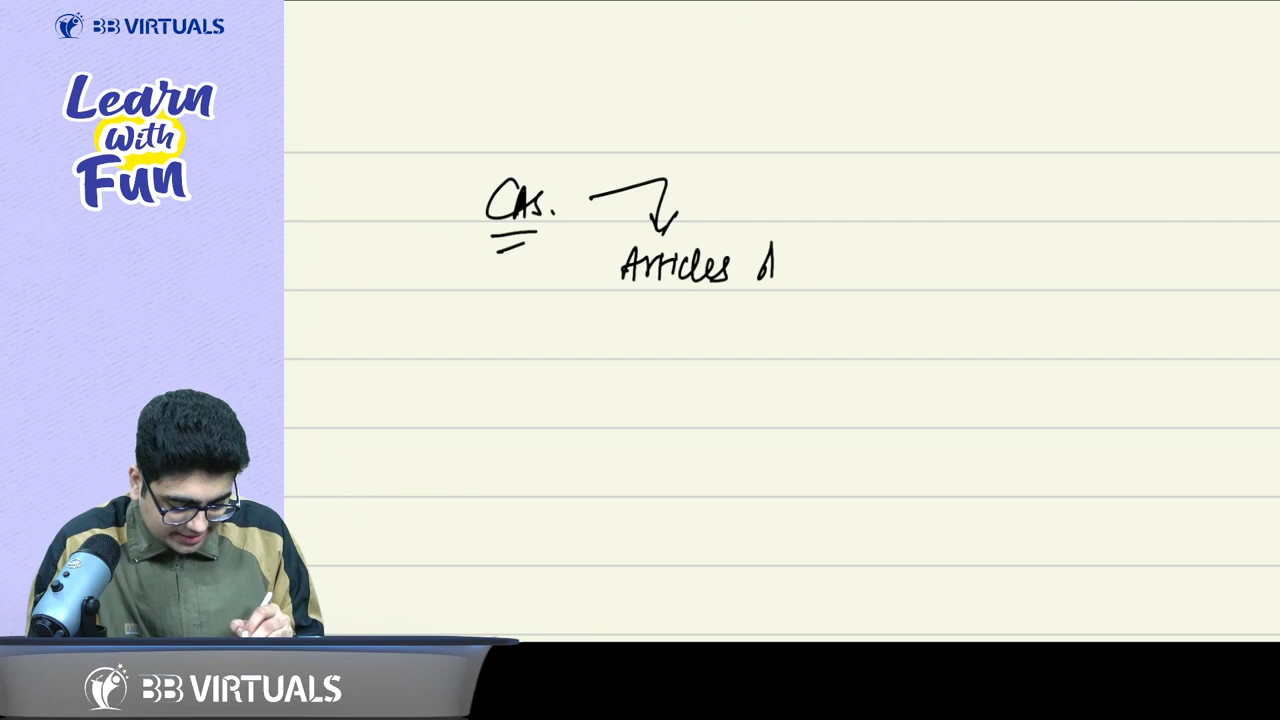 BB VIRTUALS
Learn
With
Fun
CAs.
Articles
BB VIRTUALS